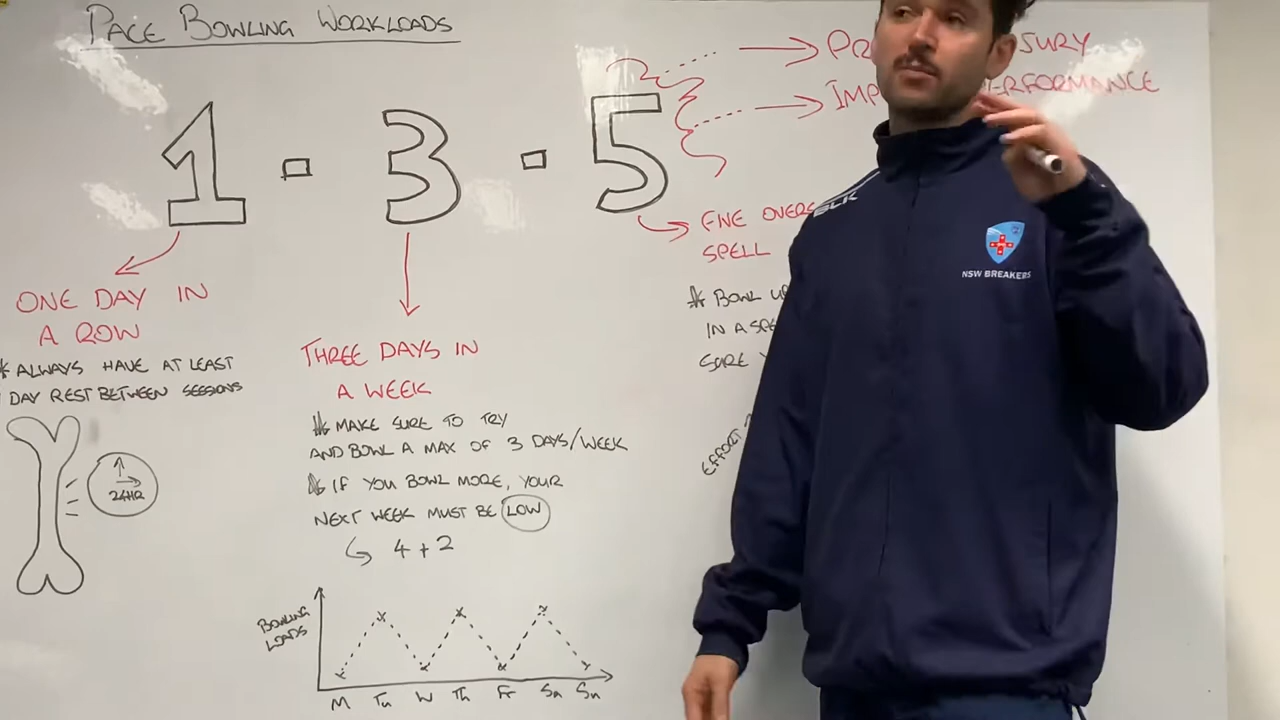 PACE BOWLING WORKLOADS
1 - 3 - 5
SURY
ERFORMANCE
ONE DAY IN
A ROW
* ALWAYS HAVE AT LEAST
DAY REST BETWEEN SESSIONS
24HR
THREE DAYS IN
A WEEK
* MAKE SURE TO TRY
AND BOWL A MAX OF 3 DAYS/WEEK
* IF YOU BOWL MORE, YOUR
NEXT WEEK MUST BE LOW
4 + 2
BOWLING
LOADS
M Tu W Th Fr Sa Su
FIVE OVERS
SPELL
* BOWL
IN A
SURE
EFFORT
BLK
NSW BREAKERS